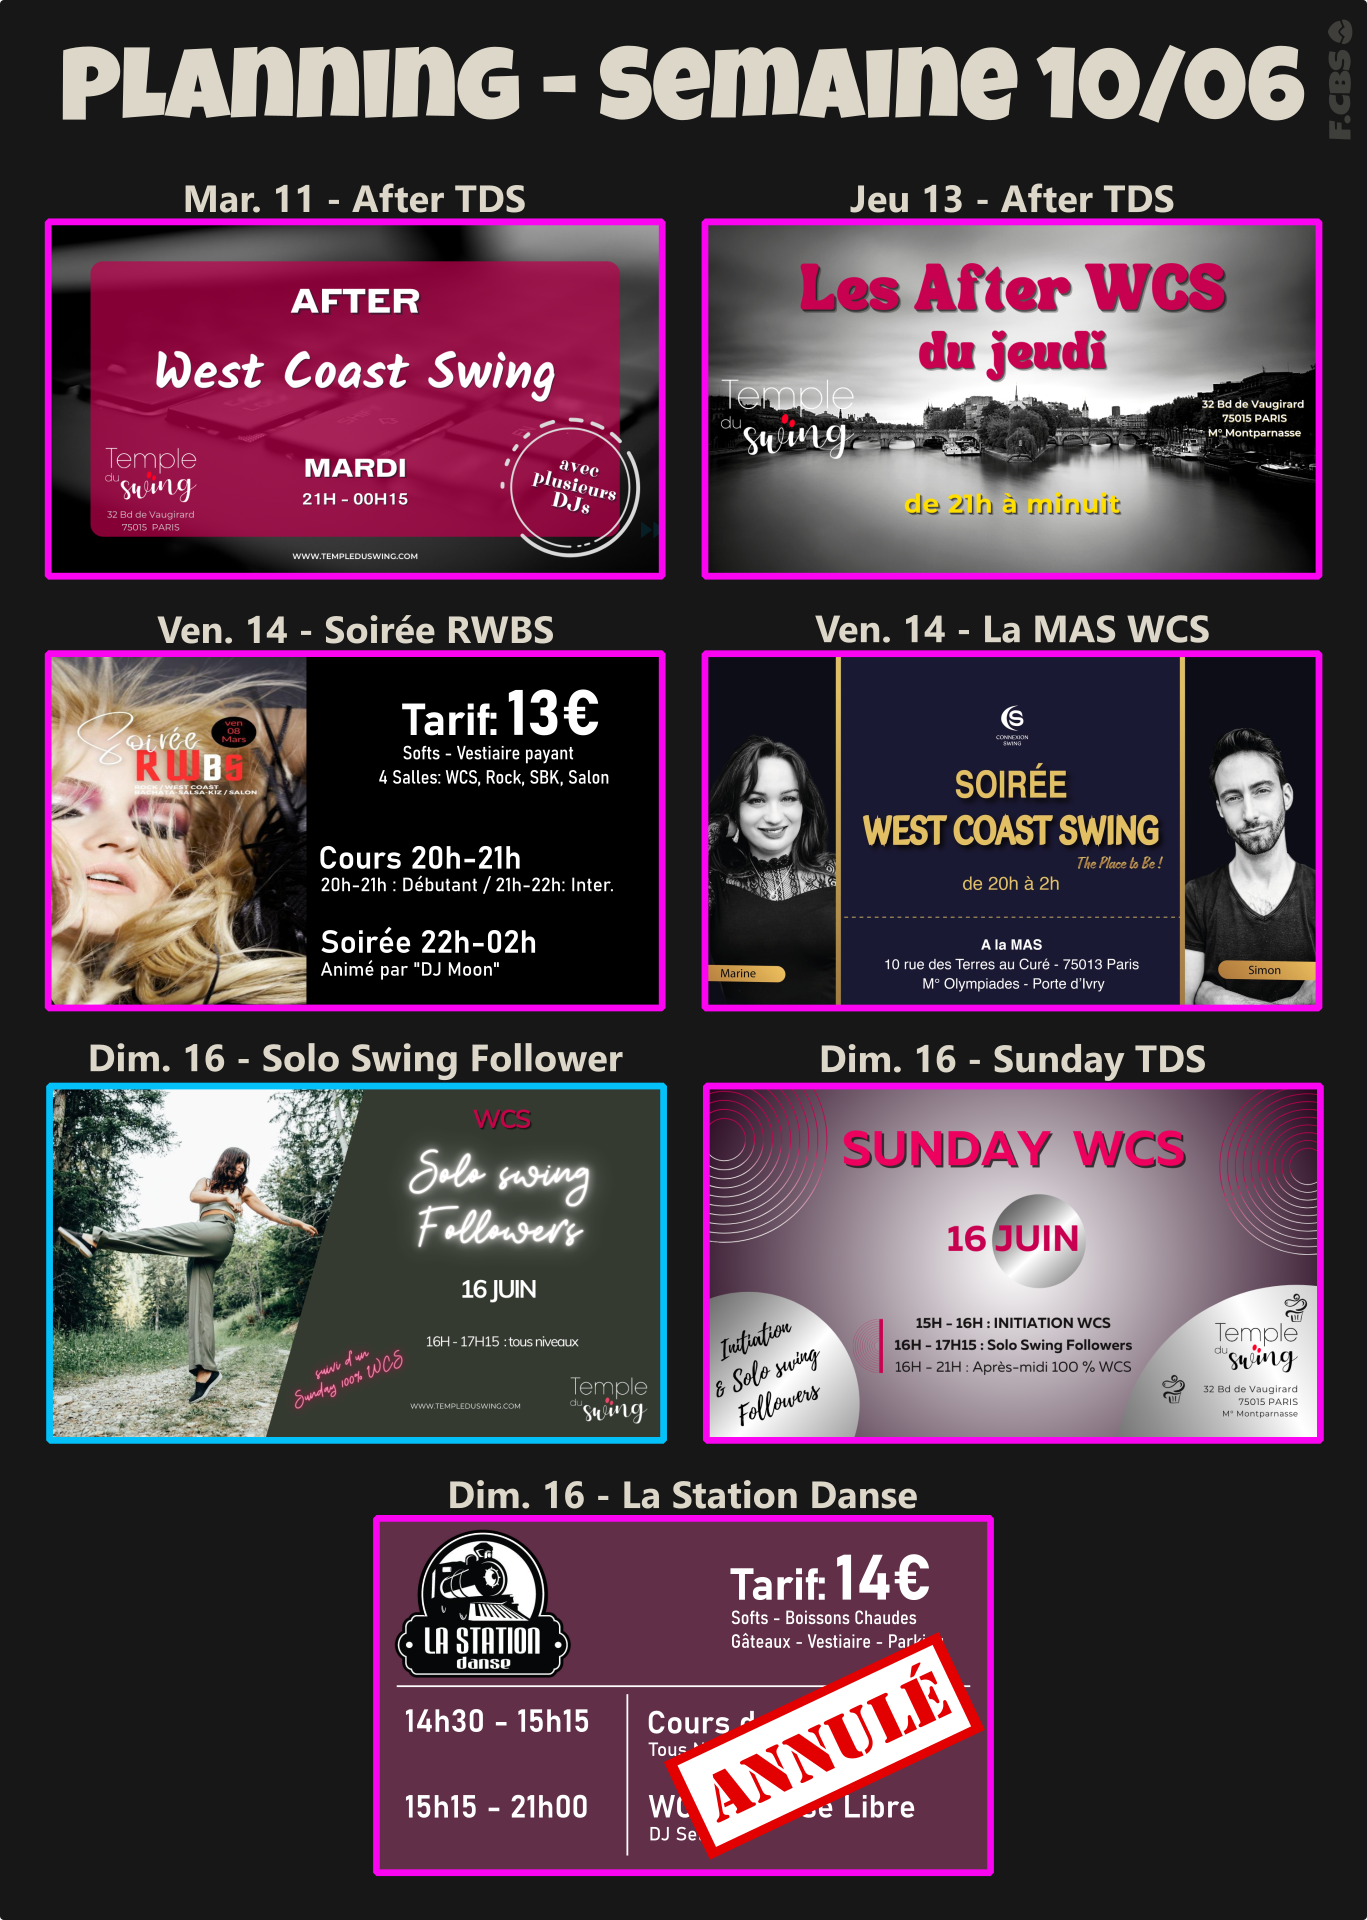 PLANNING - SEMAINE 10/06
F.CBS
Mar. 11 - After TDS
AFTER
West Coast Swing
MARDI
21H - 00H15
Temple
du
swing
32 Bd de Vaugirard
75015 PARIS
avec
plusieurs
DJs
WWW.TEMPLEDUSWING.COM
Jeu 13 - After TDS
Les After WCS
du jeudi
Temple
du
swing
32 Bd de Vaugirard
75015 PARIS
M° Montparnasse
de 21h à minuit
Ven. 14 - Soirée RWBS
Soirée
RWBS
ven
08
Mars
ROCK / WEST COAST
BACHATA-SALSA-KIZ / SALON
Tarif: 13€
Softs - Vestiaire payant
4 Salles: WCS, Rock, SBK, Salon
Cours 20h-21h
20h-21h : Débutant / 21h-22h: Inter.
Soirée 22h-02h
Animé par "DJ Moon"
Ven. 14 - La MAS WCS
CONNEXION
SWING
SOIRÉE
WEST COAST SWING
The Place to Be !
de 20h à 2h
A la MAS
10 rue des Terres au Curé - 75013 Paris
M° Olympiades - Porte d'Ivry
Marine
Simon
Dim. 16 - Solo Swing Follower
WCS
Solo swing
Followers
16 JUIN
16H - 17H15 : tous niveaux
suivi d'un
Sunday 100% WCS
WWW.TEMPLEDUSWING.COM
Temple
du
swing
Dim. 16 - Sunday TDS
SUNDAY WCS
16 JUIN
15H - 16H : INITIATION WCS
16H - 17H15 : Solo Swing Followers
16H - 21H : Après-midi 100 % WCS
Initiation
& Solo swing
Followers
Temple
du
swing
32 Bd de Vaugirard
75015 PARIS
M° Montparnasse
Dim. 16 - La Station Danse
LA STATION
danse
Tarif: 14€
Softs - Boissons Chaudes
Gâteaux - Vestiaire -
14h30 - 15h15
Cours
Tous
15h15 - 21h00
Libre
DJ
ANNULÉ